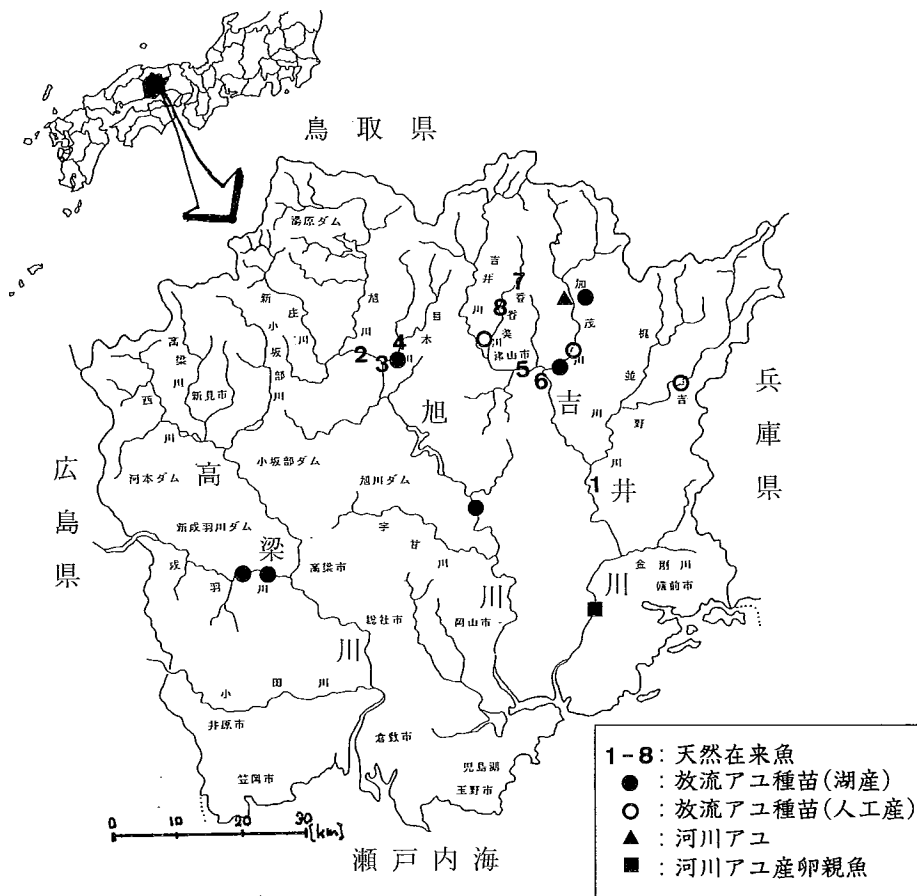 鳥取県
湯原ダム
新庄川
旭川
目木川
吉井川
香々美川
加茂川
津山市
梶並川
吉野川
兵庫県
高梁川
西川
新見市
小坂部川
2
3
4
5
6
7
8
1
旭川
吉井川
広島県
河本ダム
小坂部ダム
旭川ダム
高梁川
新成羽川ダム
成羽川
高梁市
宇甘川
総社市
岡山市
金剛川
備前市
小田川
井原市
倉敷市
笠岡市
児島湖
玉野市
0 10 20 30 [km]
瀬戸内海
1-8: 天然在来魚
: 放流アユ種苗(湖産)
: 放流アユ種苗(人工産)
: 河川アユ
: 河川アユ産卵親魚